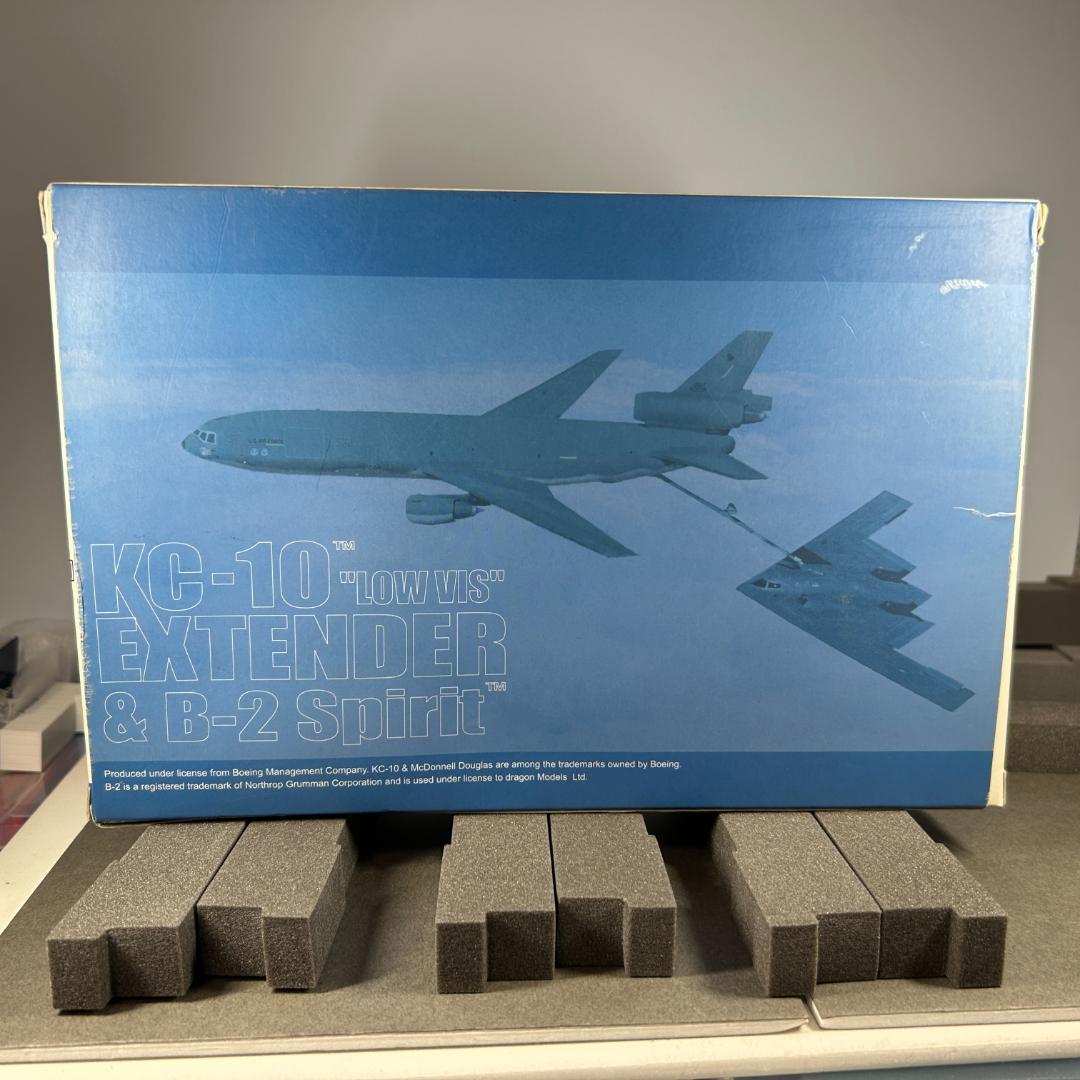 U.S. AIR FORCE
KC-10™ "LOW VIS"
EXTENDER
& B-2 Spirit™
Produced under license from Boeing Management Company. KC-10 & McDonnell Douglas are among the trademarks owned by Boeing.
B-2 is a registered trademark of Northrop Grumman Corporation and is used under license to dragon Models Ltd.